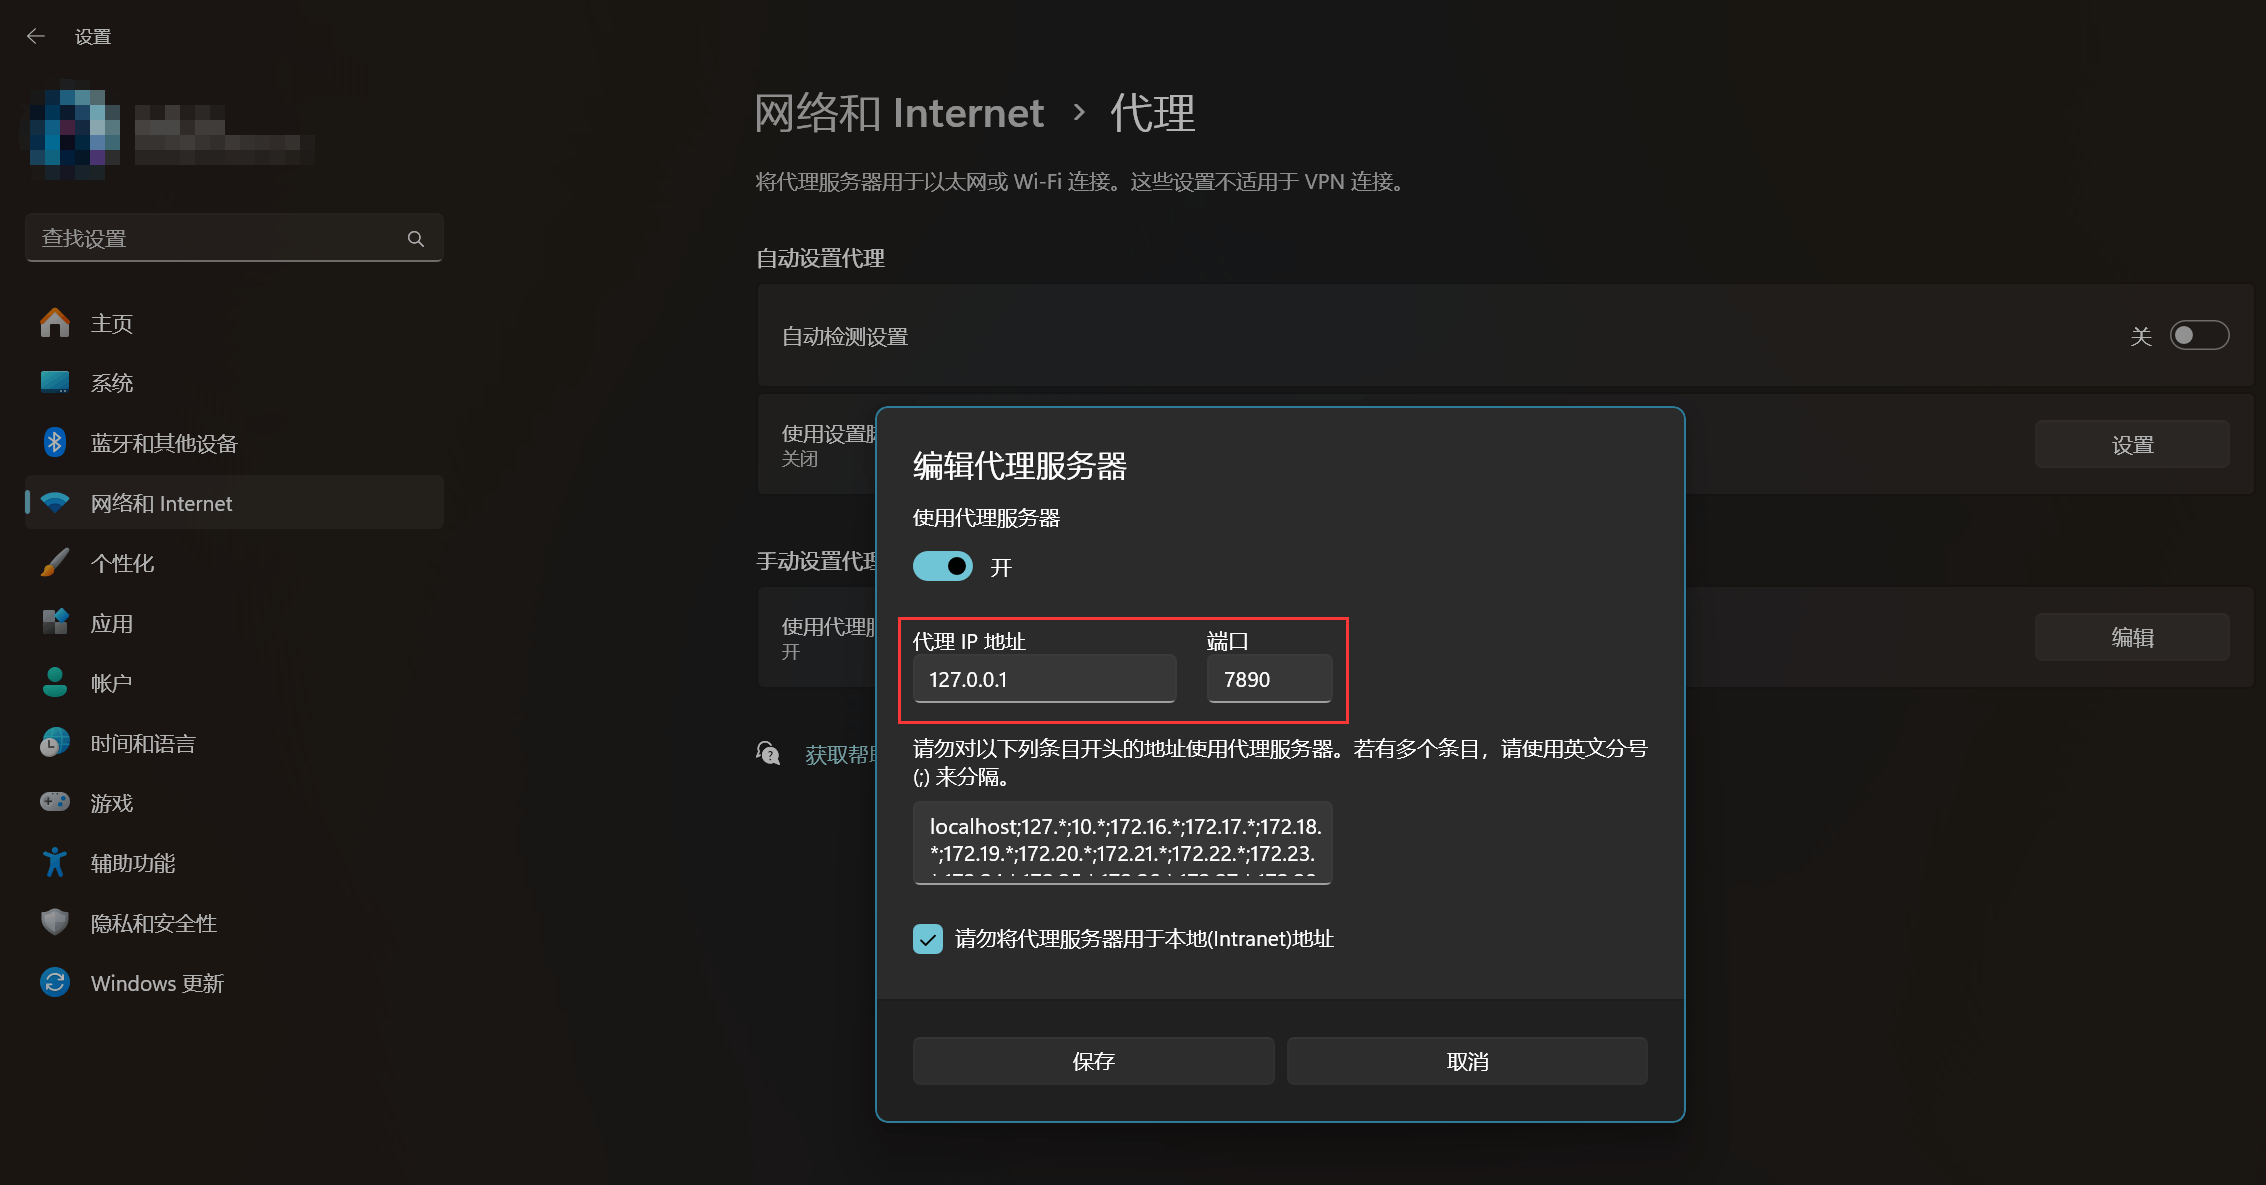 设置
查找设置
主页
系统
蓝牙和其他设备
网络和 Internet
个性化
应用
帐户
时间和语言
游戏
辅助功能
隐私和安全性
Windows 更新
网络和 Internet › 代理
将代理服务器用于以太网或 Wi-Fi 连接。这些设置不适用于 VPN 连接。
自动设置代理
自动检测设置
关
使用设置
关闭
设置
手动设置代理
使用代理
开
编辑
获取帮
编辑代理服务器
使用代理服务器
开
代理 IP 地址
端口
127.0.0.1
7890
请勿对以下列条目开头的地址使用代理服务器。若有多个条目，请使用英文分号
(;) 来分隔。
localhost;127.*;10.*;172.16.*;172.17.*;172.18.
*;172.19.*;172.20.*;172.21.*;172.22.*;172.23.
请勿将代理服务器用于本地(Intranet)地址
保存
取消